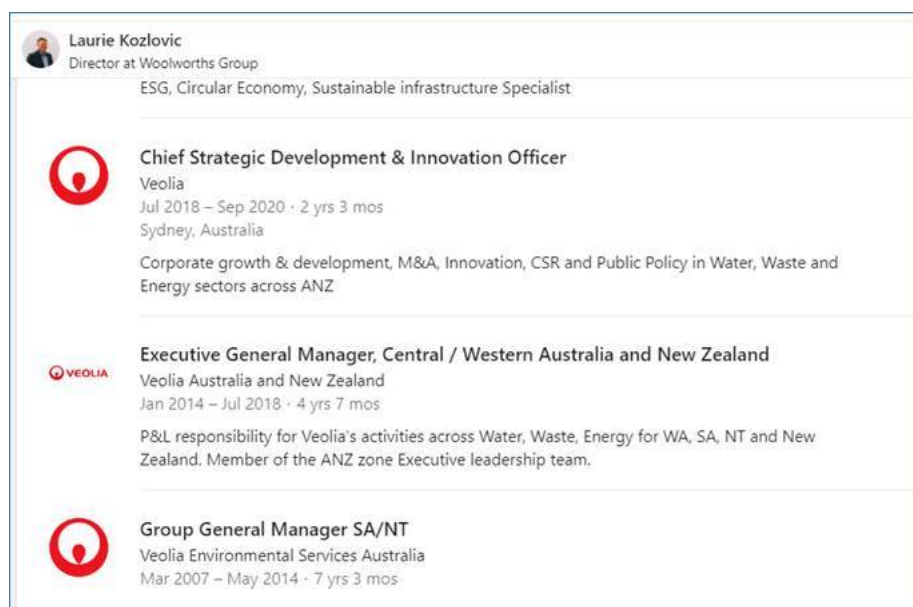 Laurie Kozlovic
Director at Woolworths Group
ESG, Circular Economy, Sustainable infrastructure Specialist
Chief Strategic Development & Innovation Officer
Veolia
Jul 2018 – Sep 2020 · 2 yrs 3 mos
Sydney, Australia
Corporate growth & development, M&A, Innovation, CSR and Public Policy in Water, Waste and
Energy sectors across ANZ
VEOLIA
Executive General Manager, Central / Western Australia and New Zealand
Veolia Australia and New Zealand
Jan 2014 – Jul 2018 · 4 yrs 7 mos
P&L responsibility for Veolia's activities across Water, Waste, Energy for WA, SA, NT and New
Zealand. Member of the ANZ zone Executive leadership team.
Group General Manager SA/NT
Veolia Environmental Services Australia
Mar 2007 – May 2014 · 7 yrs 3 mos